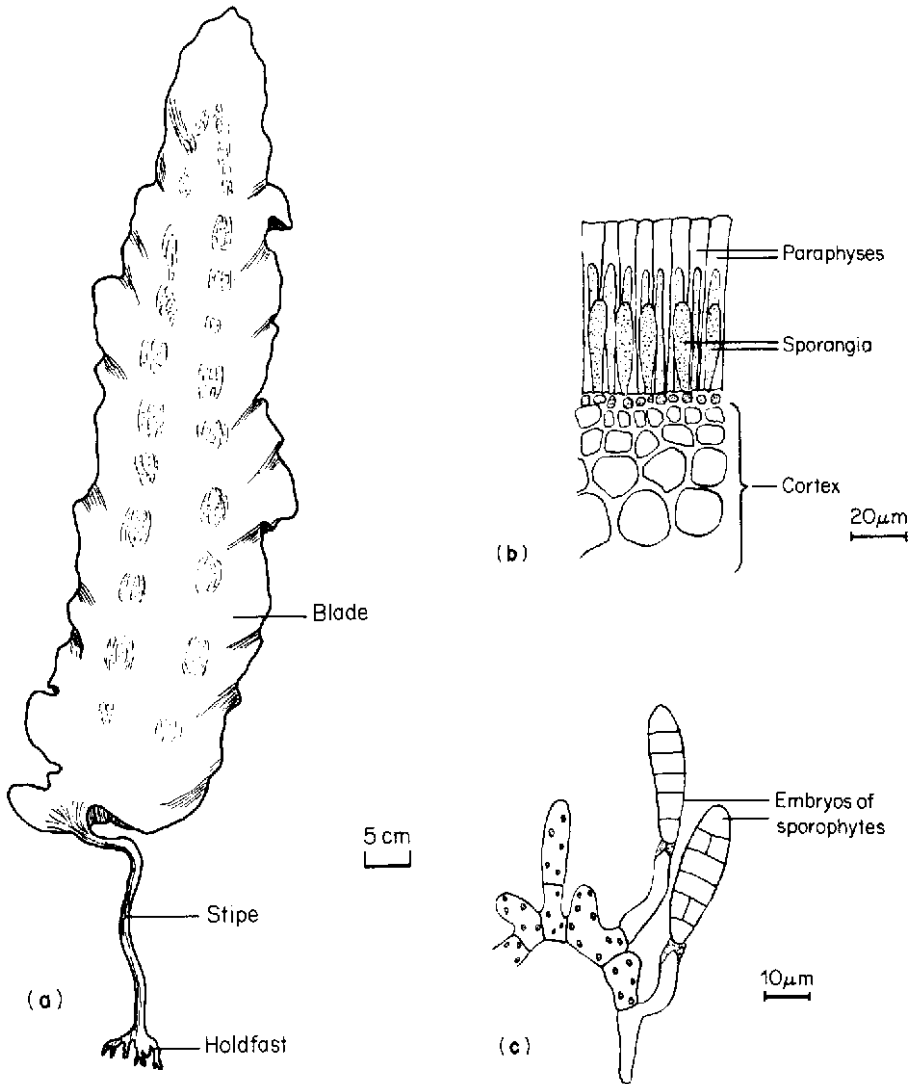 Blade
5 cm
Stipe
(a)
Holdfast
Paraphyses
Sporangia
Cortex
(b)
20μm
Embryos of
sporophytes
10μm
(c)